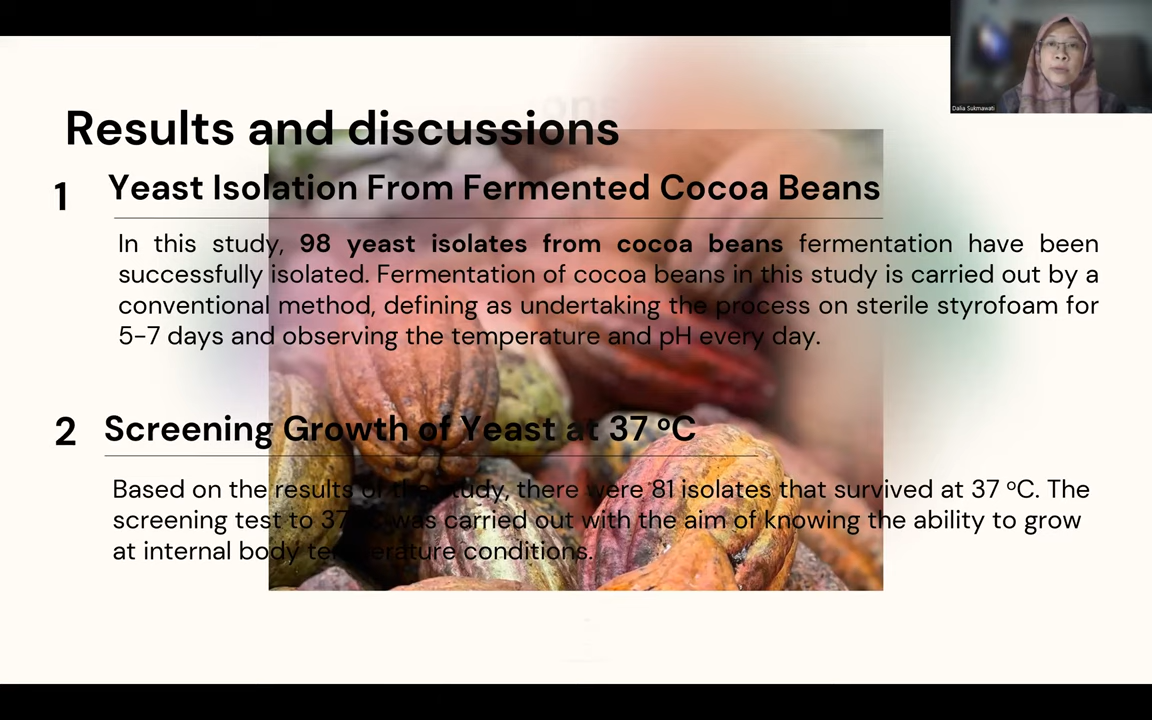 Dalia Sukmawati
Results and discussions
1
Yeast Isolation From Fermented Cocoa Beans
In this study, 98 yeast isolates from cocoa beans fermentation have been
successfully isolated. Fermentation of cocoa beans in this study is carried out by a
conventional method, defining as undertaking the process on sterile styrofoam for
5-7 days and observing the temperature and pH every day.
2
Screening Growth of Yeast at 37 ºC
Based on the results of the study, there were 81 isolates that survived at 37 ºC. The
screening test to 37 was carried out with the aim of knowing the ability to grow
at internal body temperature conditions.